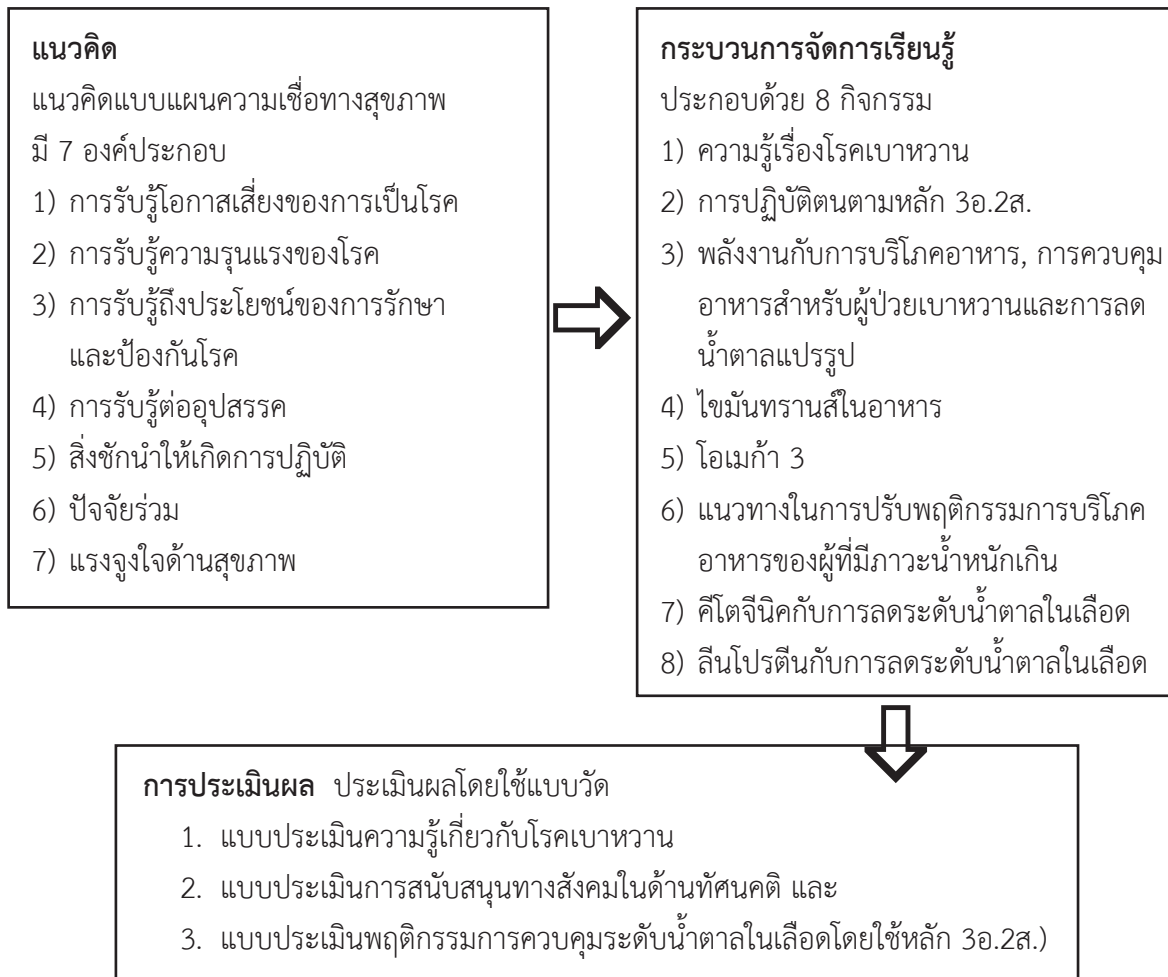 แนวคิด
แนวคิดแบบแผนความเชื่อทางสุขภาพ
มี 7 องค์ประกอบ
1) การรับรู้โอกาสเสี่ยงของการเป็นโรค
2) การรับรู้ความรุนแรงของโรค
3) การรับรู้ถึงประโยชน์ของการรักษา
และป้องกันโรค
4) การรับรู้ต่ออุปสรรค
5) สิ่งชักนำให้เกิดการปฏิบัติ
6) ปัจจัยร่วม
7) แรงจูงใจด้านสุขภาพ
กระบวนการจัดการเรียนรู้
ประกอบด้วย 8 กิจกรรม
1) ความรู้เรื่องโรคเบาหวาน
2) การปฏิบัติตนตามหลัก 3อ.2ส.
3) พลังงานกับการบริโภคอาหาร, การควบคุม
อาหารสำหรับผู้ป่วยเบาหวานและการลด
น้ำตาลแปรรูป
4) ไขมันทรานส์ในอาหาร
5) โอเมก้า 3
6) แนวทางในการปรับพฤติกรรมการบริโภค
อาหารของผู้ที่มีภาวะน้ำหนักเกิน
7) คีโตจีนิคกับการลดระดับน้ำตาลในเลือด
8) ลีนโปรตีนกับการลดระดับน้ำตาลในเลือด
การประเมินผล ประเมินผลโดยใช้แบบวัด
1. แบบประเมินความรู้เกี่ยวกับโรคเบาหวาน
2. แบบประเมินการสนับสนุนทางสังคมในด้านทัศนคติ และ
3. แบบประเมินพฤติกรรมการควบคุมระดับน้ำตาลในเลือดโดยใช้หลัก 3อ.2ส.)